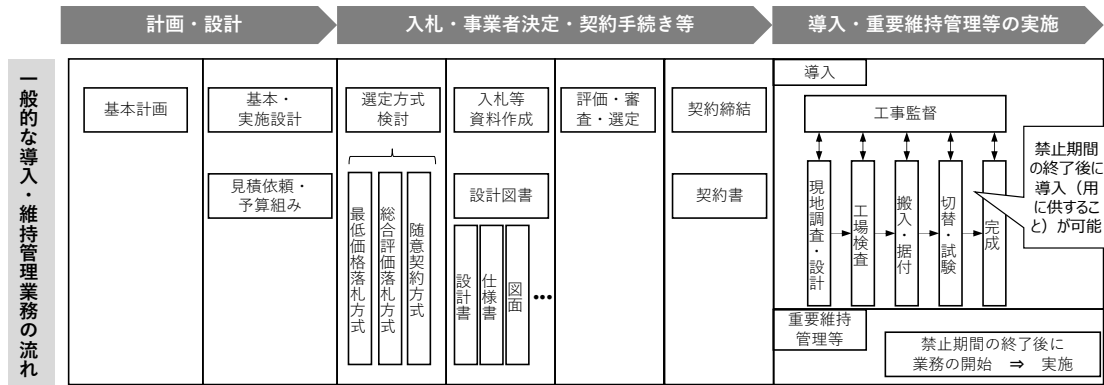 計画・設計
入札・事業者決定・契約手続き等
導入・重要維持管理等の実施
一般的な導入・維持管理業務の流れ
基本計画
基本・
実施設計
見積依頼・
予算組み
選定方式
検討
最低価格落札方式
総合評価落札方式
随意契約方式
入札等
資料作成
設計図書
設計書
仕様書
図面
•••
評価・審
査・選定
契約締結
契約書
導入
工事監督
現地調査・設計
工場検査
搬入・据付
切替・試験
完成
禁止期間
の終了後に
導入（用
に供するこ
と）が可能
重要維持
管理等
禁止期間の終了後に
業務の開始　⇒　実施